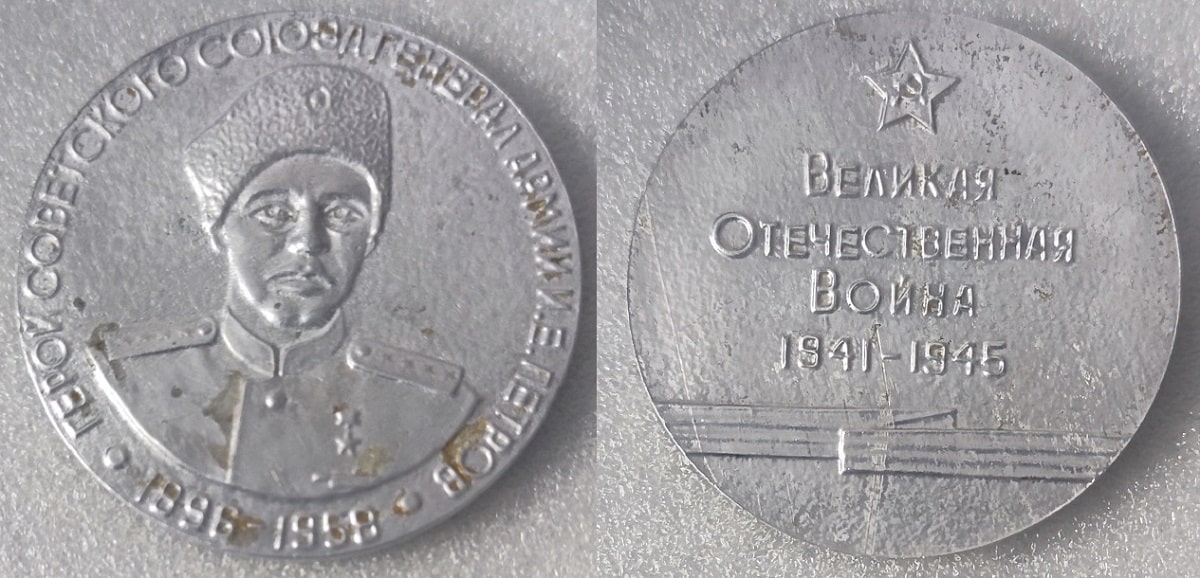 ГЕРОЙ СОВЕТСКОГО СОЮЗА ГЕНЕРАЛ АРМИИ И.Е.ПЕТРОВ
1896-1958
ВЕЛИКАЯ
ОТЕЧЕСТВЕННАЯ
ВОЙНА
1941-1945